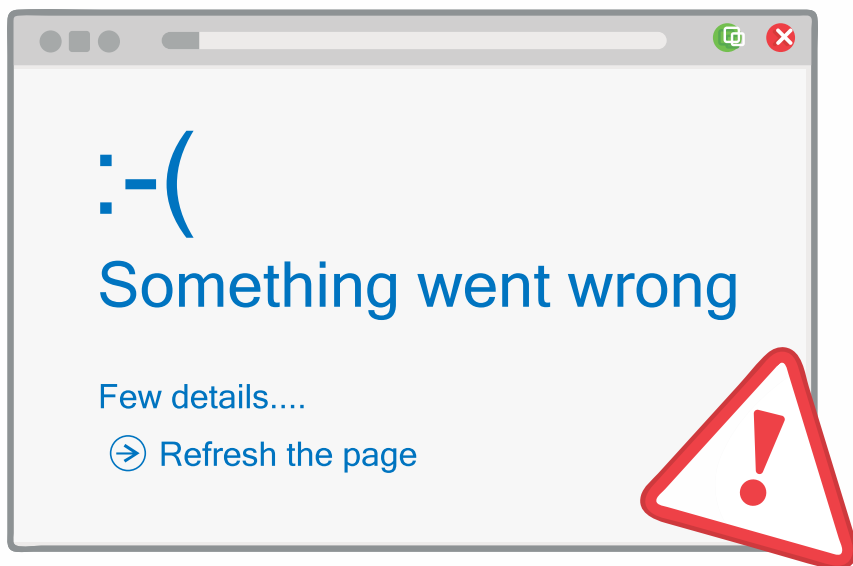 :-(
Something went wrong
Few details....
Refresh the page
!